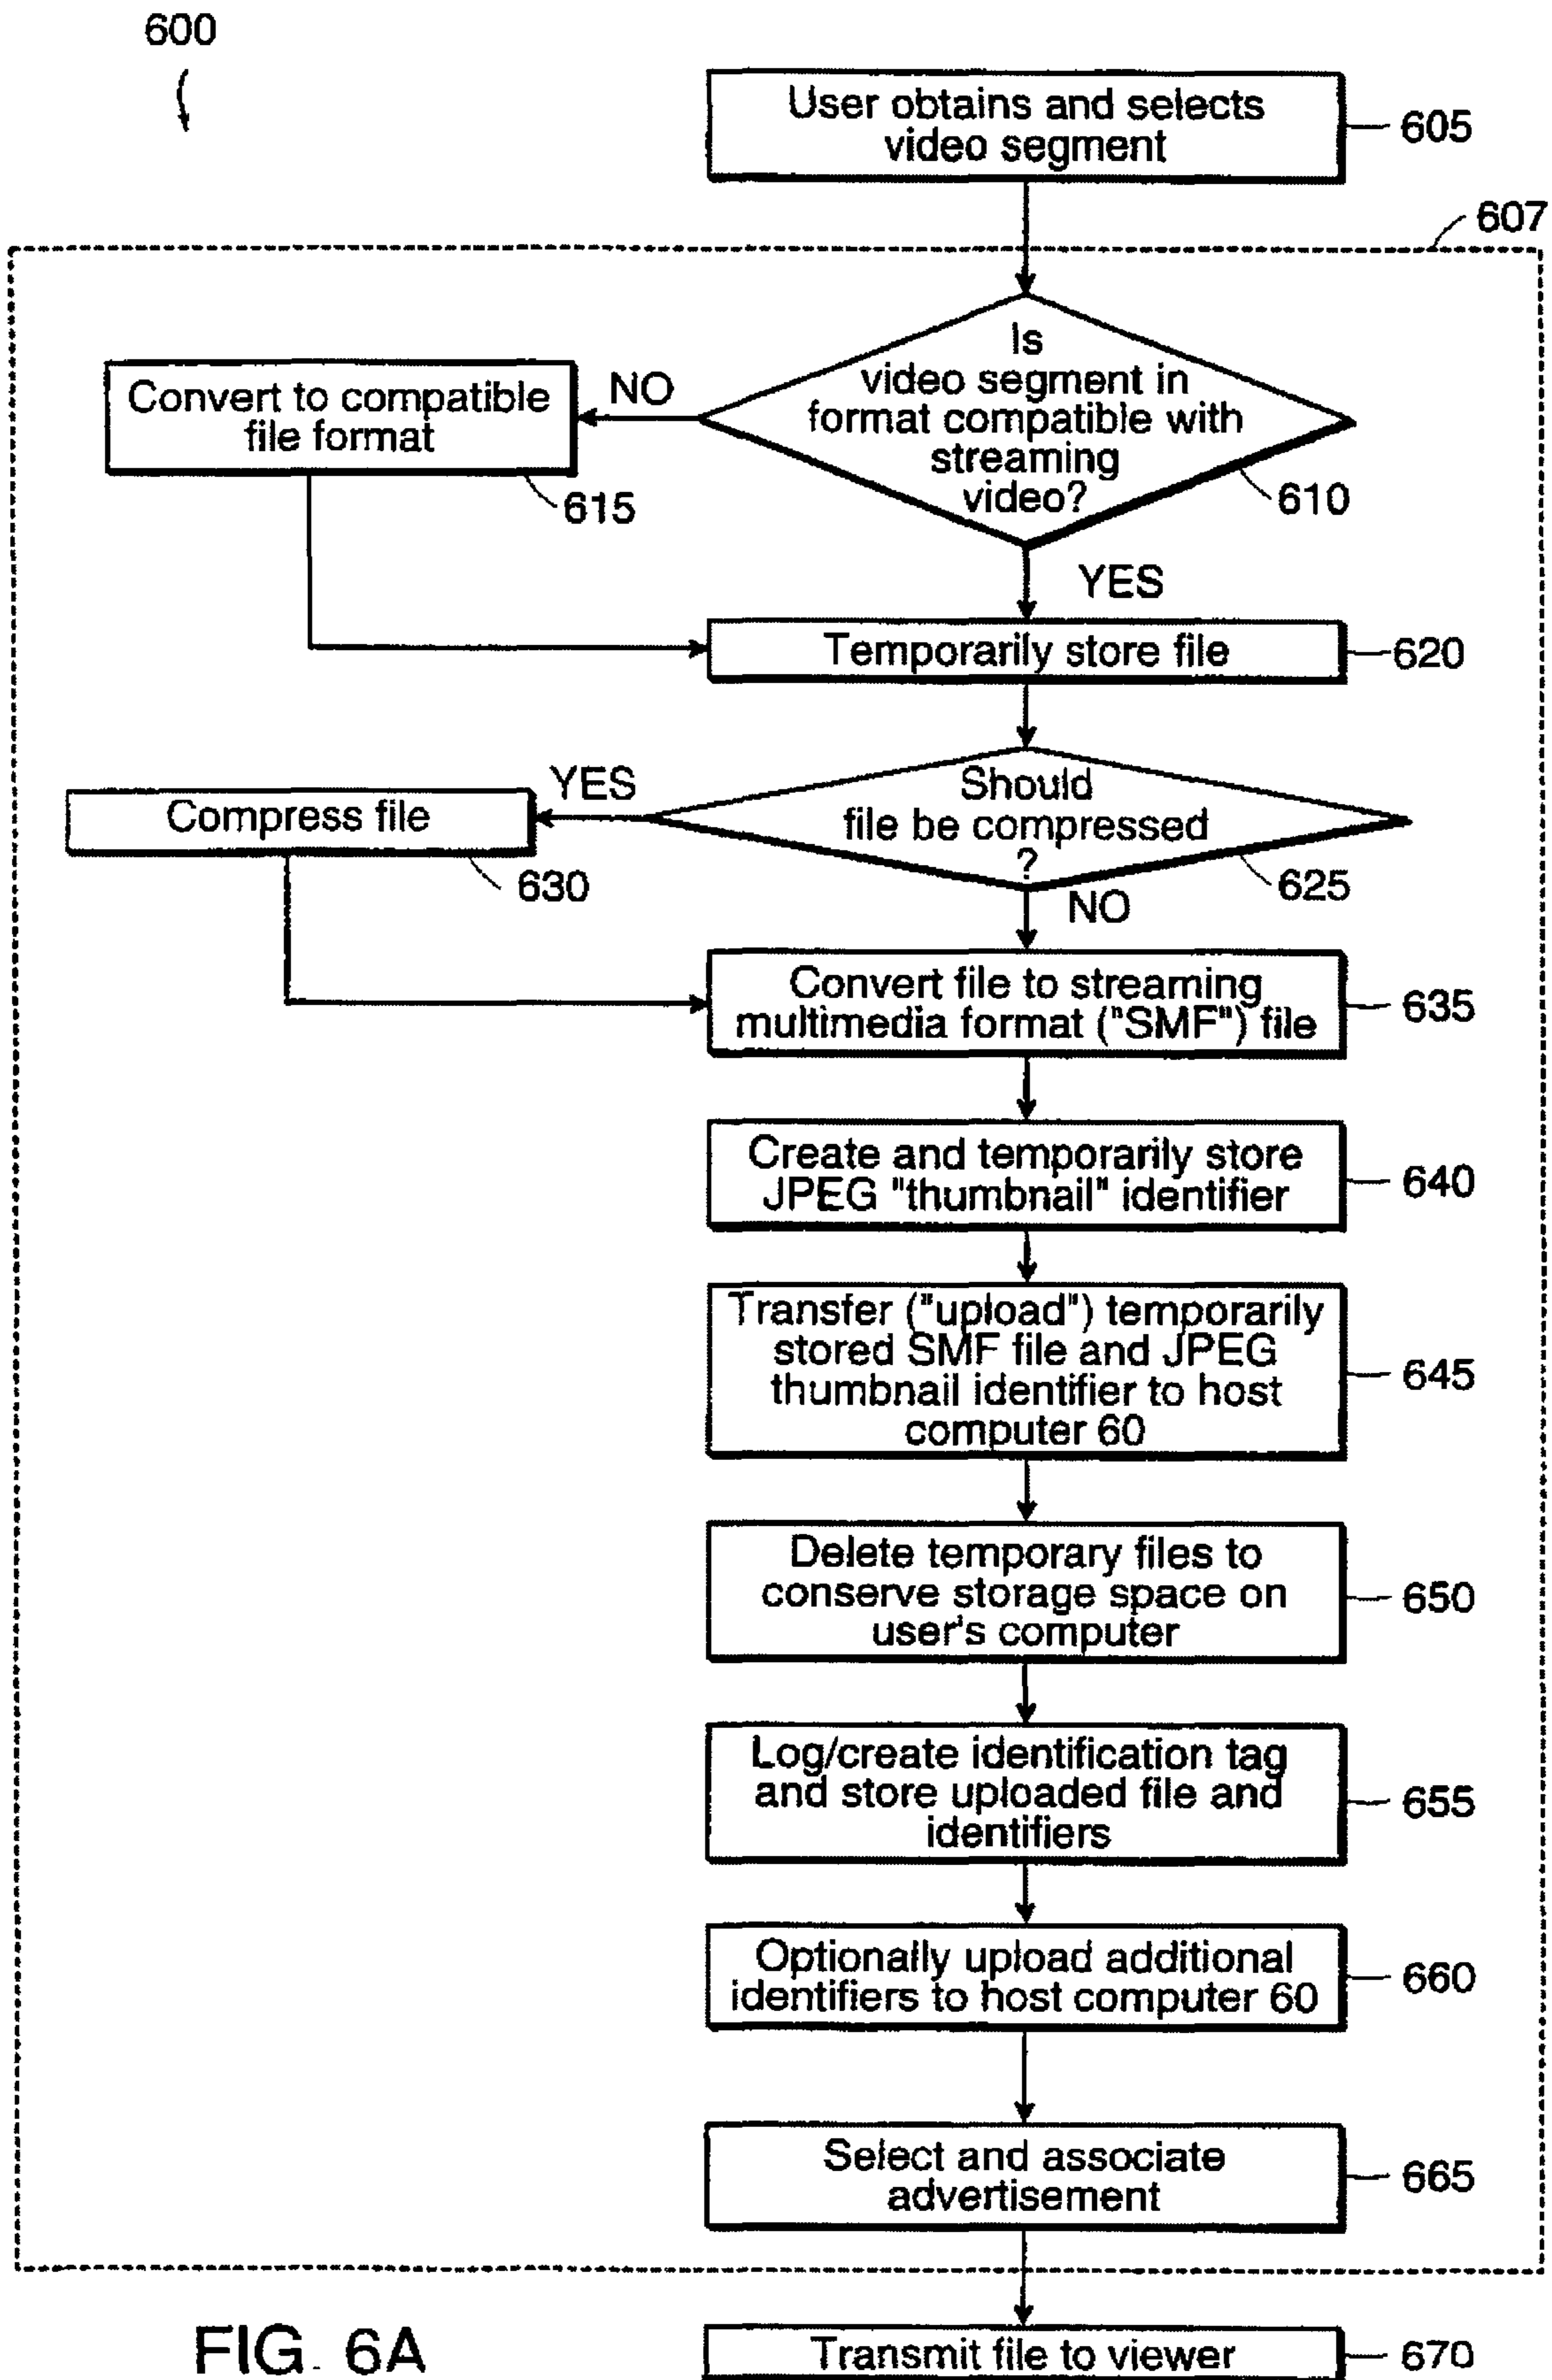 600
User obtains and selects
video segment
605
607
Is
video segment in
format compatible with
streaming
video?
610
NO
Convert to compatible
file format
615
YES
Temporarily store file
620
Should
file be compressed
?
625
YES
Compress file
630
NO
Convert file to streaming
multimedia format ("SMF") file
635
Create and temporarily store
JPEG "thumbnail" identifier
640
Transfer ("upload") temporarily
stored SMF file and JPEG
thumbnail identifier to host
computer 60
645
Delete temporary files to
conserve storage space on
user's computer
650
Log/create identification tag
and store uploaded file and
identifiers
655
Optionally upload additional
identifiers to host computer 60
660
Select and associate
advertisement
665
Transmit file to viewer
670
FIG. 6A